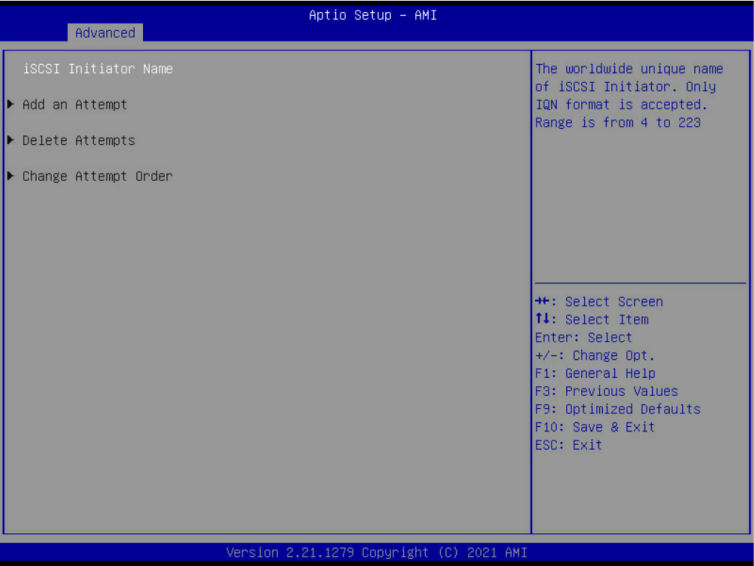 Aptio Setup – AMI
Advanced
iSCSI Initiator Name
Add an Attempt
Delete Attempts
Change Attempt Order
The worldwide unique name
of iSCSI Initiator. Only
IQN format is accepted.
Range is from 4 to 223
→←: Select Screen
↑↓: Select Item
Enter: Select
+/-: Change Opt.
F1: General Help
F3: Previous Values
F9: Optimized Defaults
F10: Save & Exit
ESC: Exit
Version 2.21.1279 Copyright (C) 2021 AMI